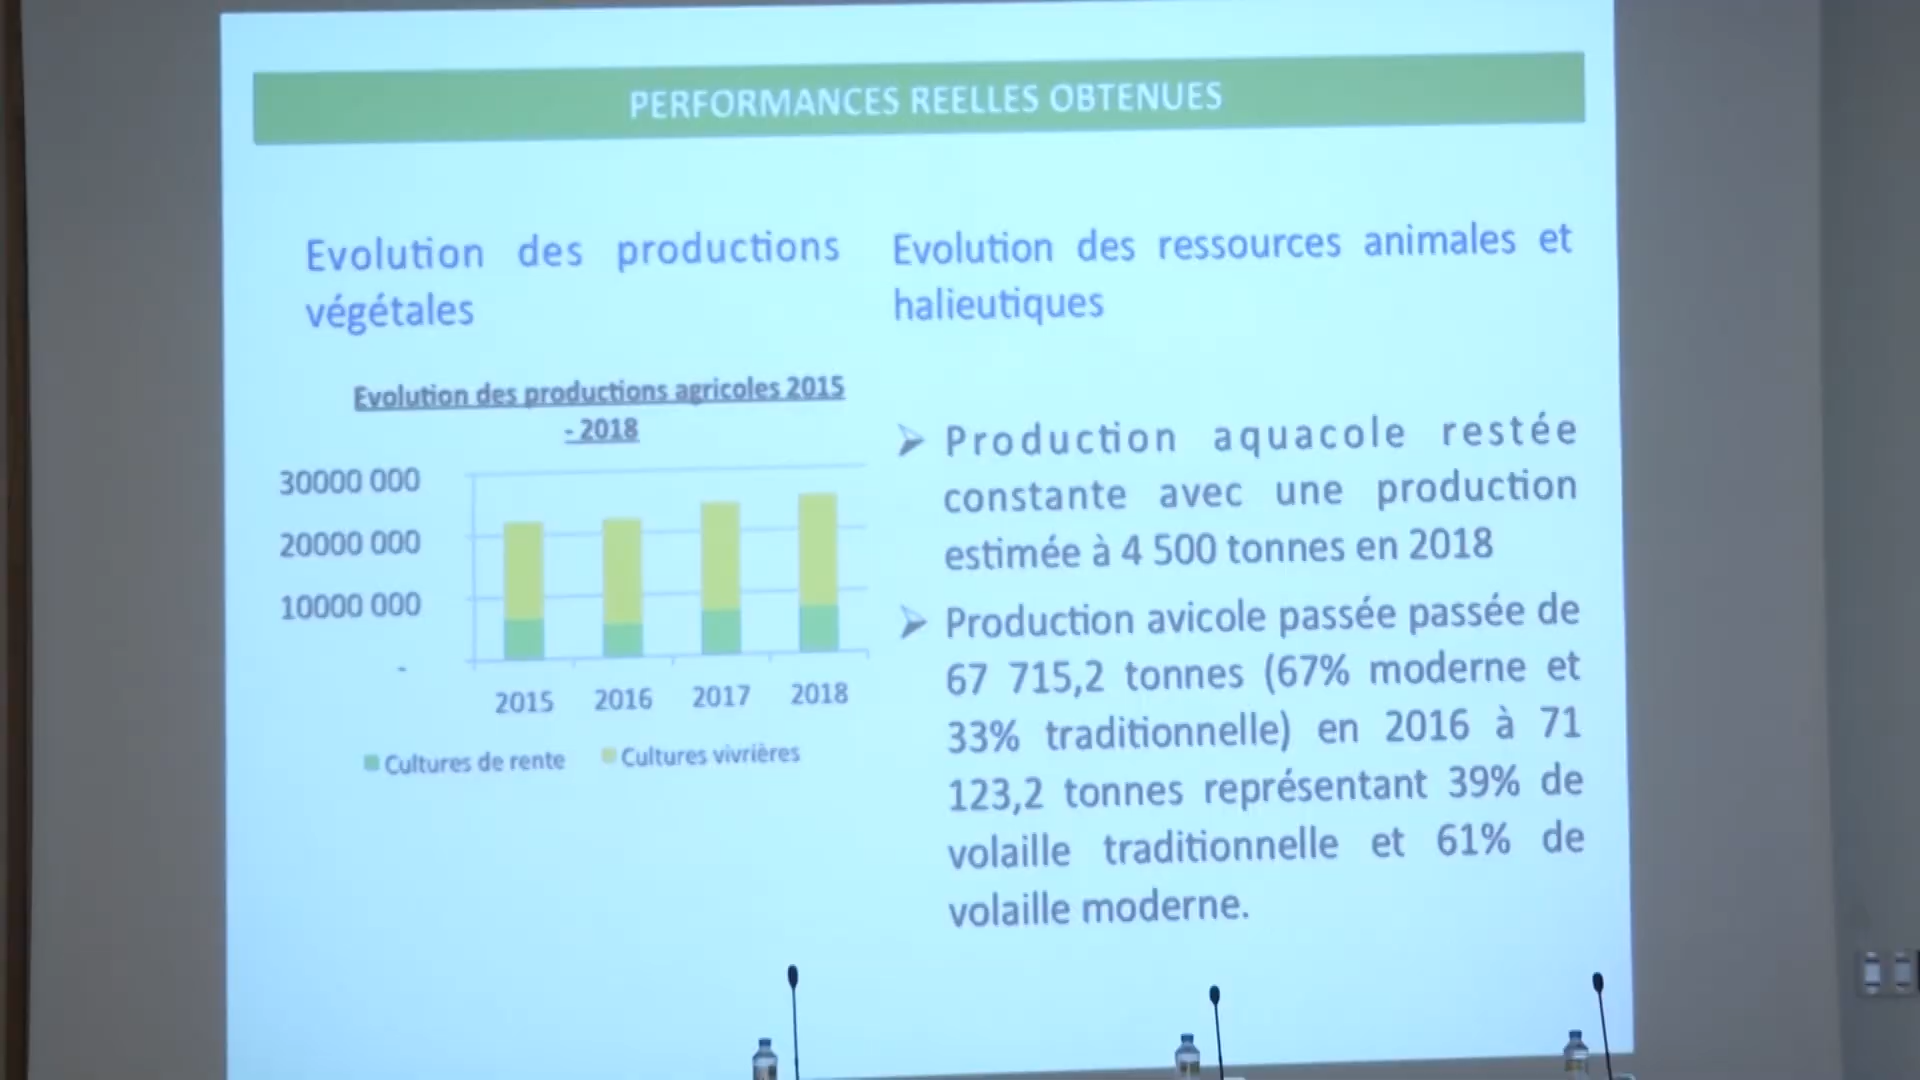 PERFORMANCES REELLES OBTENUES
Evolution des productions
végétales
Evolution des productions agricoles 2015
- 2018
30000 000
20000 000
10000 000
-
2015 2016 2017 2018
Cultures de rente Cultures vivrières
Evolution des ressources animales et
halieutiques
Production aquacole restée
constante avec une production
estimée à 4 500 tonnes en 2018
Production avicole passée passée de
67 715,2 tonnes (67% moderne et
33% traditionnelle) en 2016 à 71
123,2 tonnes représentant 39% de
volaille traditionnelle et 61% de
volaille moderne.